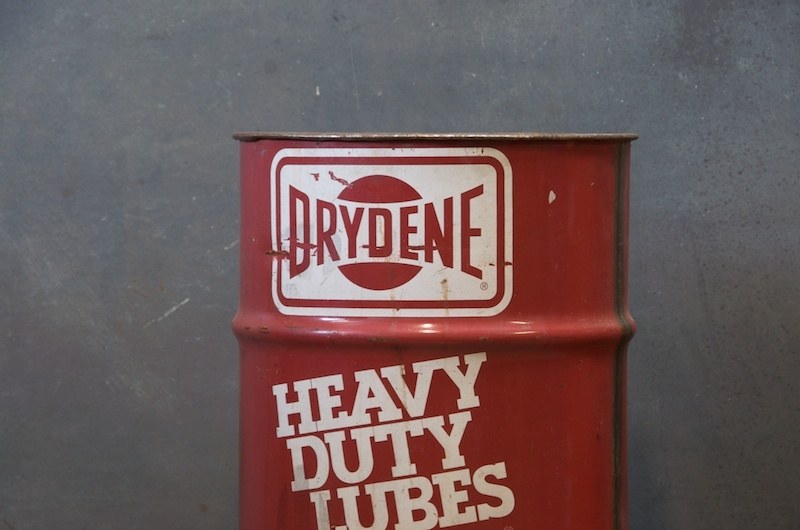 DRYDENE
®
HEAVY
DUTY
LUBES